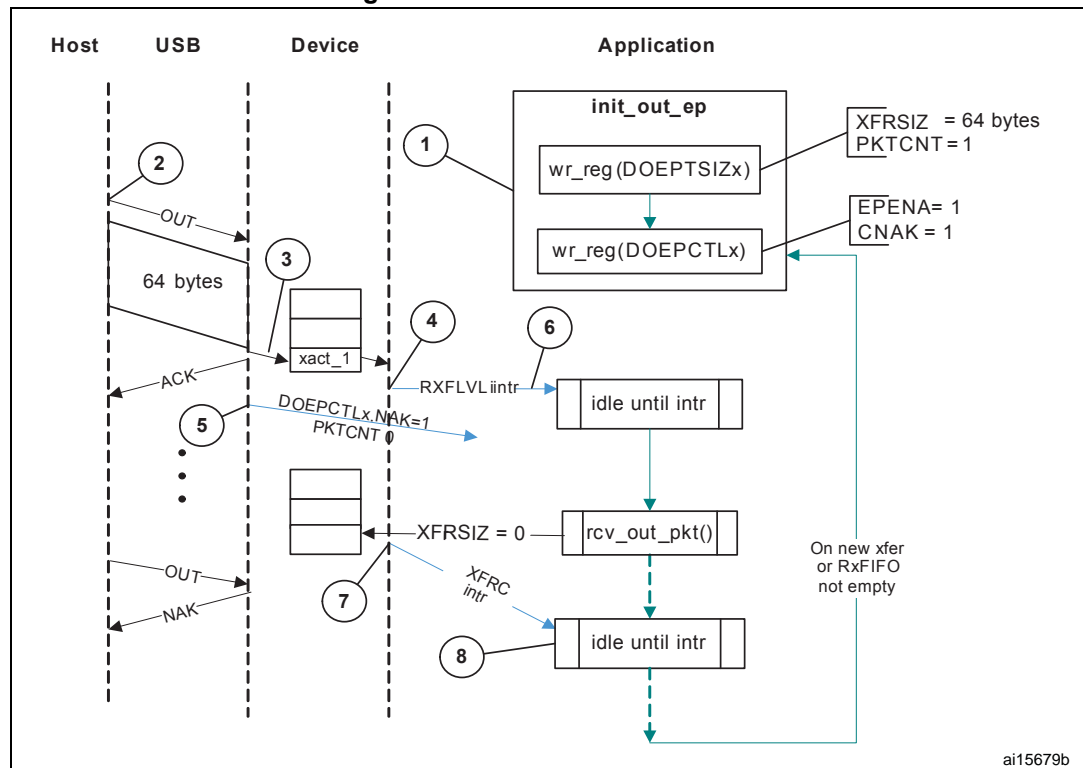 Host USB Device Application
init_out_ep
1
wr_reg(DOEPTSIZx)
XFRSIZ = 64 bytes
PKTCNT = 1
wr_reg(DOEPCTLx)
EPENA= 1
CNAK = 1
2
OUT
64 bytes
3
xact_1
4
6
ACK
RXFLVL iintr
idle until intr
5
DOEPCTLx.NAK=1
PKTCNT 0
XFRSIZ = 0
rcv_out_pkt()
On new xfer
or RxFIFO
not empty
OUT
NAK
7
XFRC
intr
8
idle until intr
ai15679b